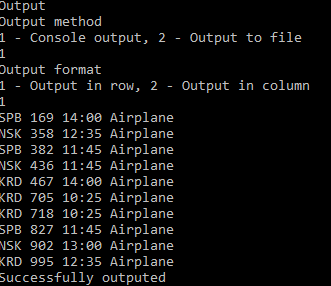 Output
Output method
1 - Console output, 2 - Output to file
1
Output format
1 - Output in row, 2 - Output in column
1
SPB 169 14:00 Airplane
NSK 358 12:35 Airplane
SPB 382 11:45 Airplane
NSK 436 11:45 Airplane
KRD 467 14:00 Airplane
KRD 705 10:25 Airplane
KRD 718 10:25 Airplane
SPB 827 11:45 Airplane
NSK 902 13:00 Airplane
KRD 995 12:35 Airplane
Successfully outputed